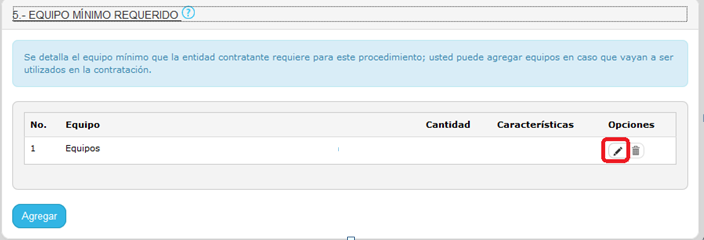 5.- EQUIPO MÍNIMO REQUERIDO ?
Se detalla el equipo mínimo que la entidad contratante requiere para este procedimiento; usted puede agregar equipos en caso que vayan a ser
utilizados en la contratación.
No. Equipo Cantidad Características Opciones
1 Equipos
Agregar